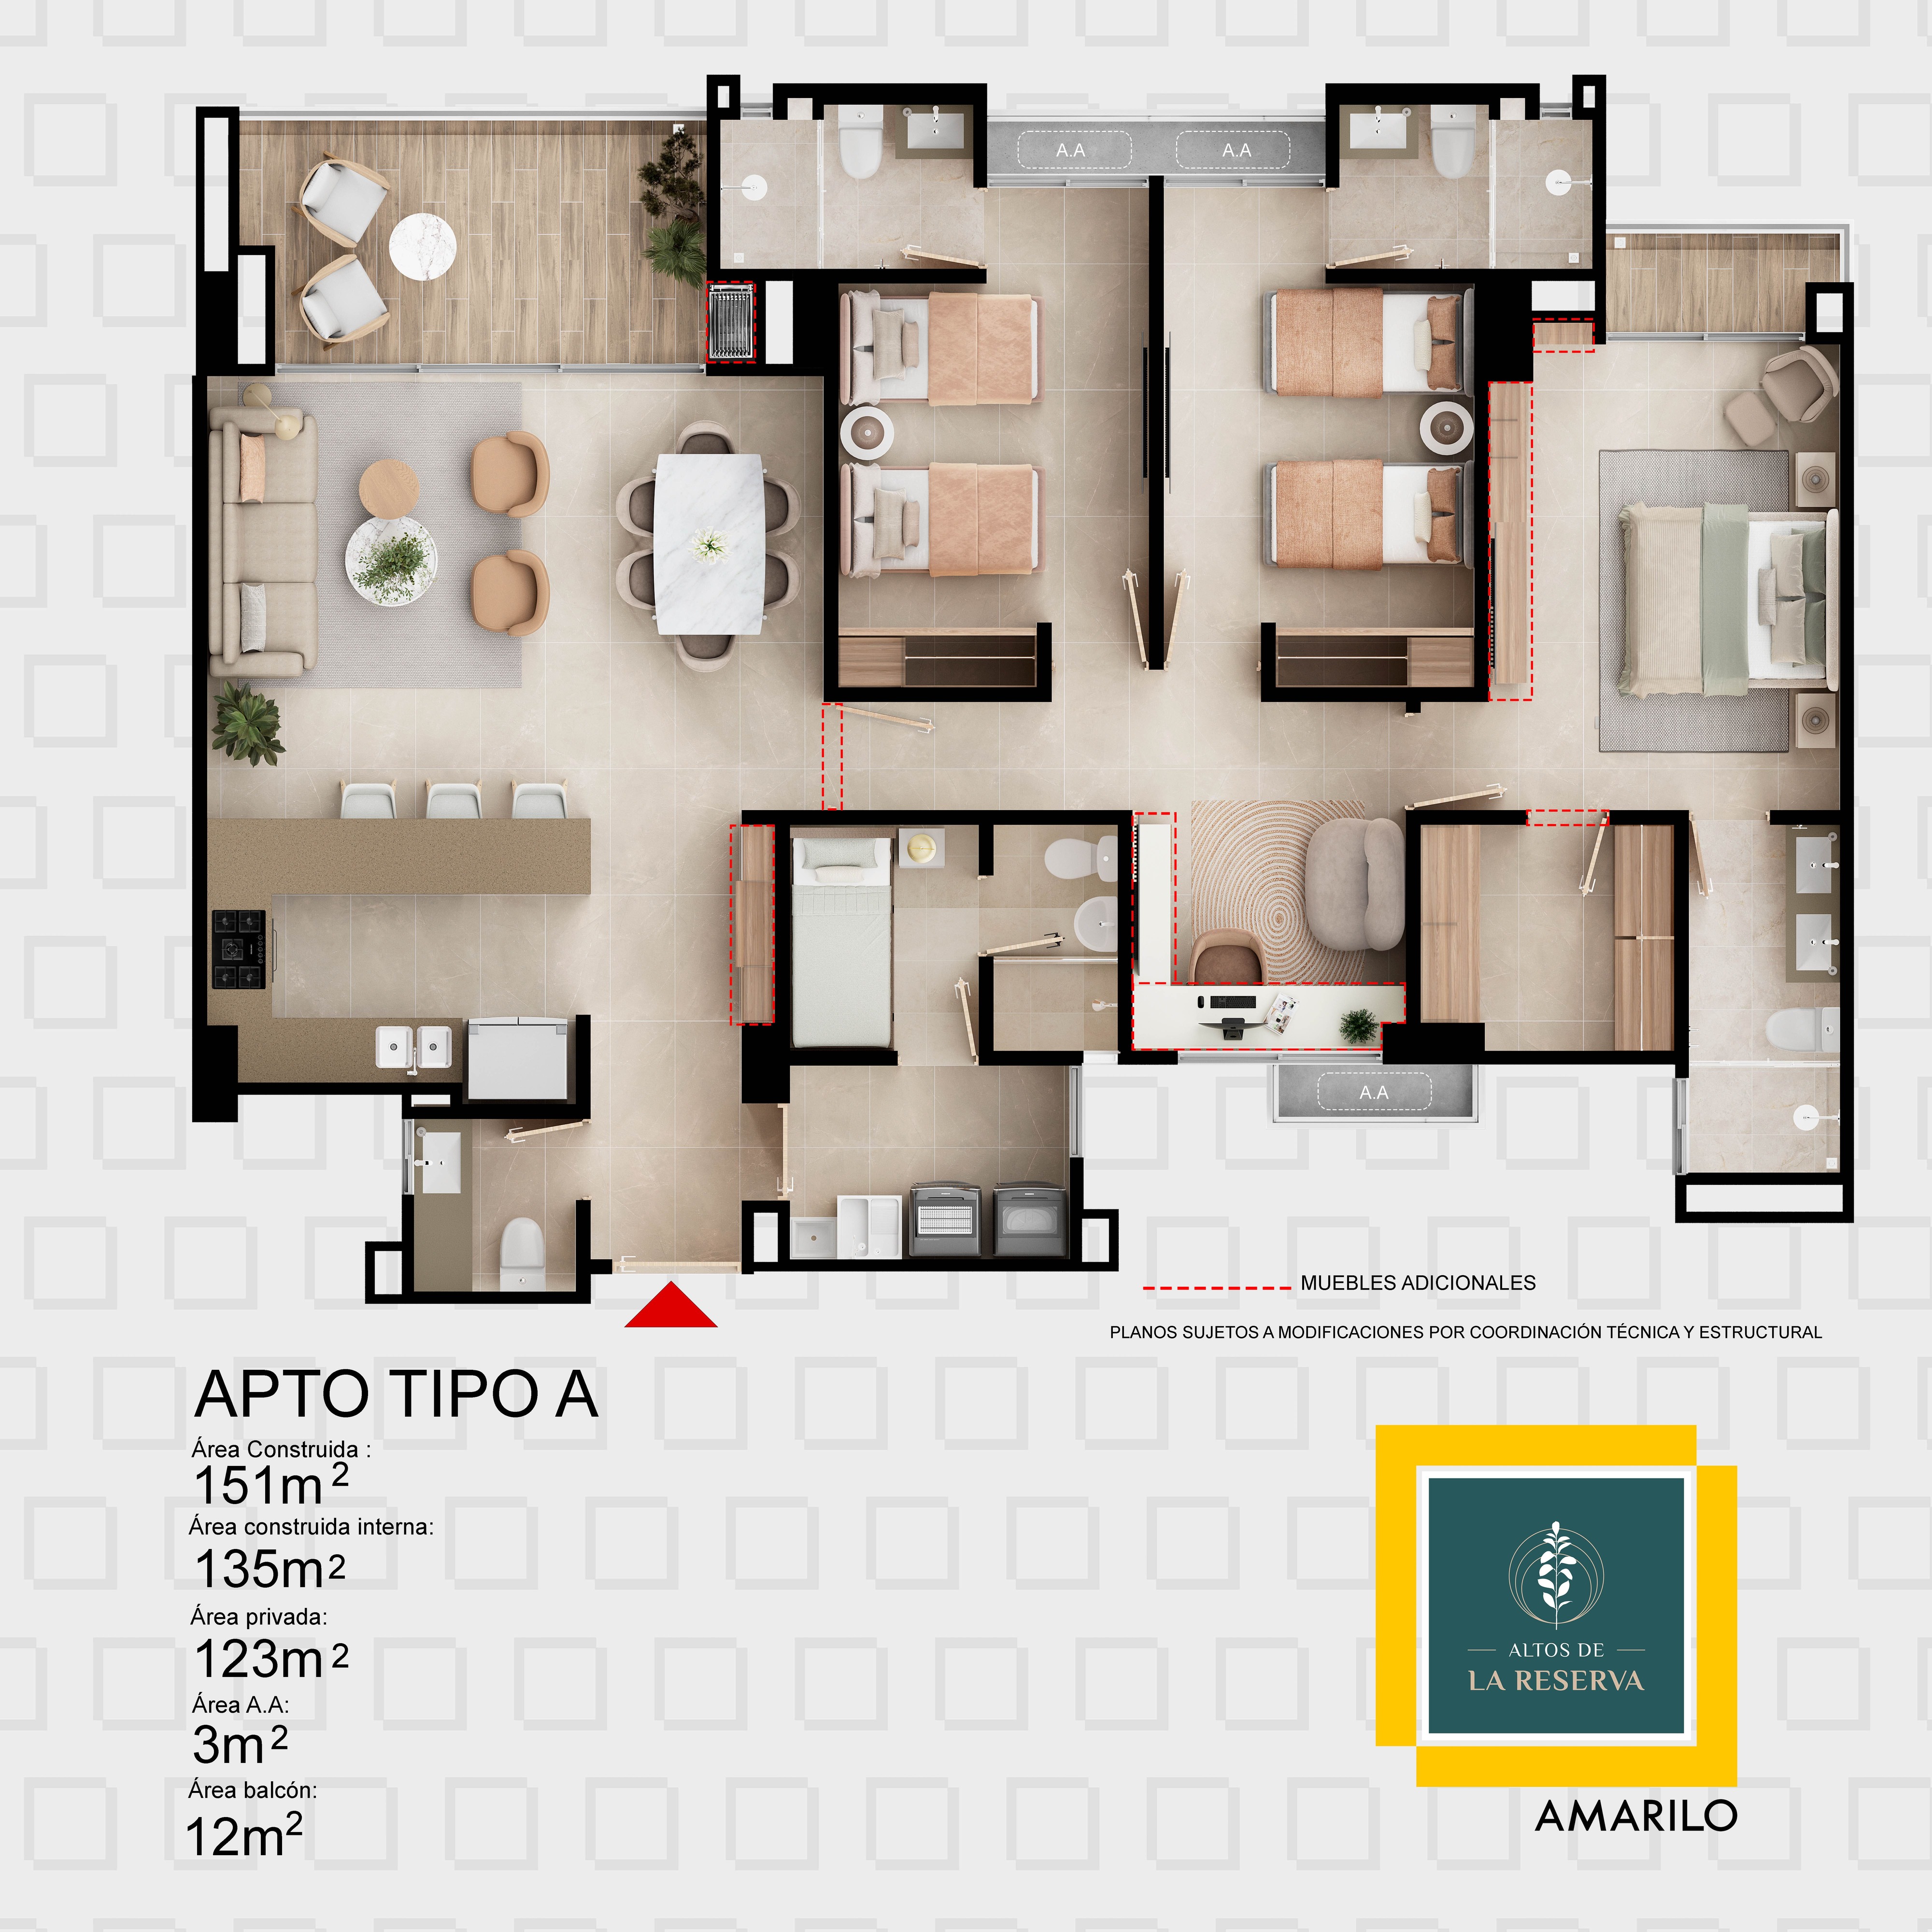 A.A
A.A
A.A
MUEBLES ADICIONALES
PLANOS SUJETOS A MODIFICACIONES POR COORDINACIÓN TÉCNICA Y ESTRUCTURAL
APTO TIPO A
Área Construida :
151m²
Área construida interna:
135m²
Área privada:
123m²
Área A.A:
3m²
Área balcón:
12m²
ALTOS DE
LA RESERVA
AMARILO